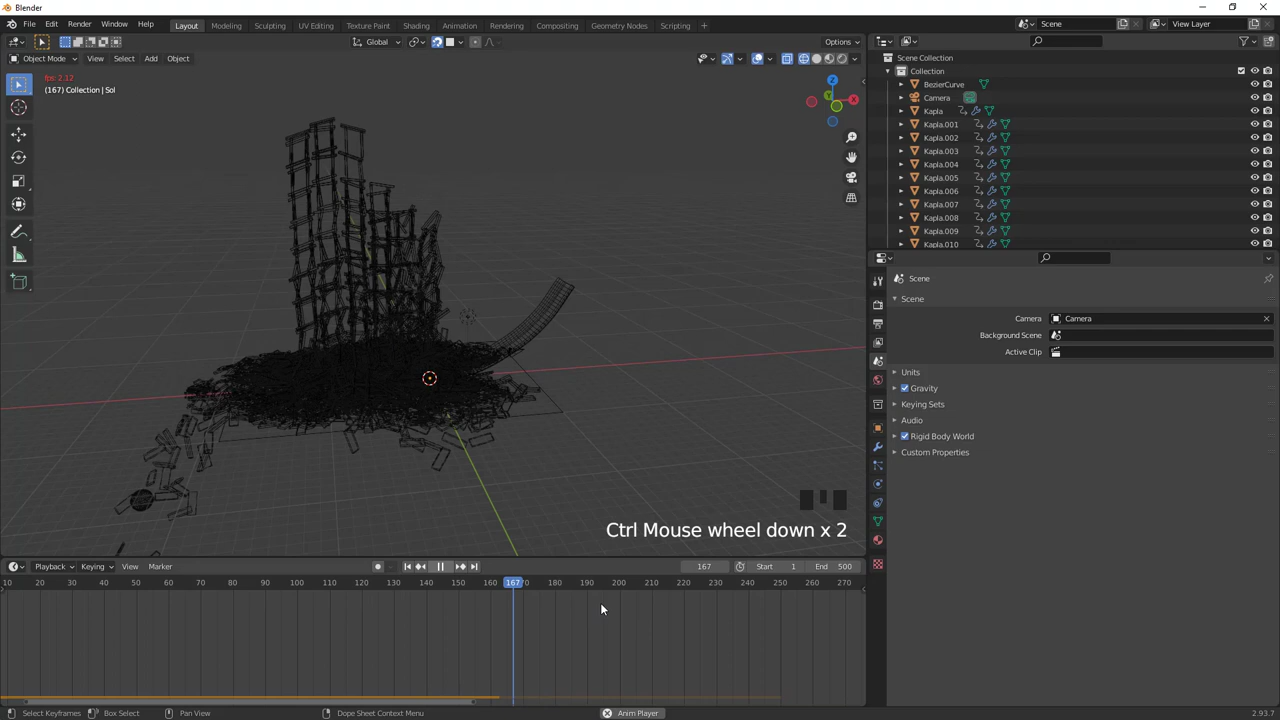 Blender
File Edit Render Window Help
Layout Modeling Sculpting UV Editing Texture Paint Shading Animation Rendering Compositing Geometry Nodes Scripting +
Scene
View Layer
Global
Options
Object Mode View Select Add Object
fps: 2.12
(167) Collection | Sol
Z
X
Y
Scene Collection
Collection
BezierCurve
Camera
Kapla
Kapla.001
Kapla.002
Kapla.003
Kapla.004
Kapla.005
Kapla.006
Kapla.007
Kapla.008
Kapla.009
Kapla.010
Scene
Scene
Camera Camera
Background Scene
Active Clip
Units
Gravity
Keying Sets
Audio
Rigid Body World
Custom Properties
Ctrl Mouse wheel down x 2
Playback Keying View Marker 167 Start 1 End 500
10 20 30 40 50 60 70 80 90 100 110 120 130 140 150 160 167 180 190 200 210 220 230 240 250 260 270
Select Keyframes Box Select Pan View Dope Sheet Context Menu Anim Player 2.93.7